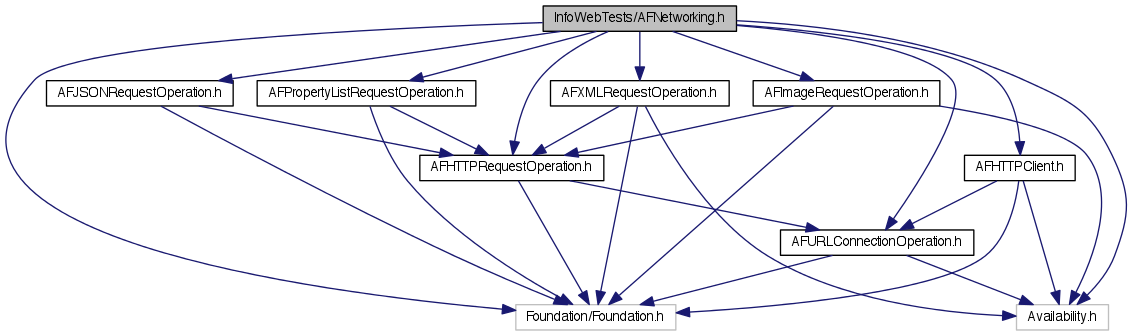 InfoWebTests/AFNetworking.h
AFJSONRequestOperation.h
AFPropertyListRequestOperation.h
AFXMLRequestOperation.h
AFImageRequestOperation.h
AFHTTPRequestOperation.h
AFHTTPClient.h
AFURLConnectionOperation.h
Foundation/Foundation.h
Availability.h